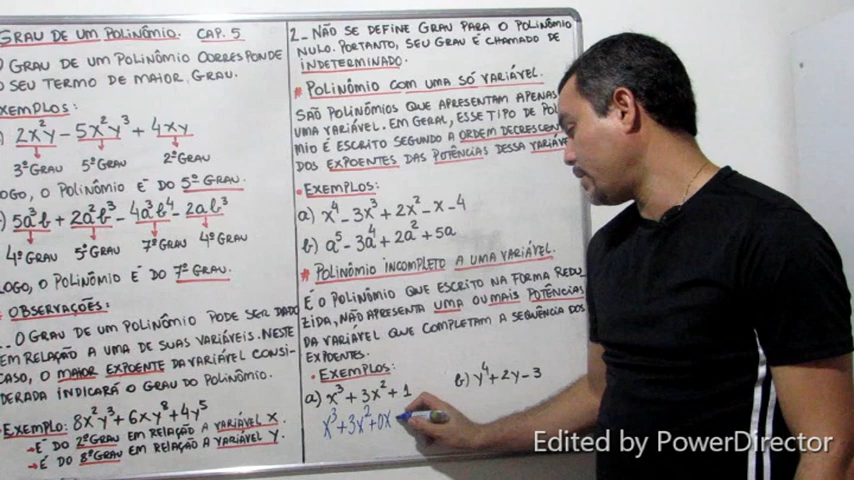 GRAU DE UM POLINÔMIO. CAP. 5
O GRAU DE UM POLINÔMIO CORRESPONDE
O SEU TERMO DE MAIOR GRAU.
EXEMPLOS:
2x²y - 5x²y³ + 4xy
3º GRAU 5º GRAU 2º GRAU
LOGO, O POLINÔMIO É DO 5º GRAU.
) 5a³b + 2a²b³ - 4a³b⁴ - 2ab³
4º GRAU 5º GRAU 7º GRAU 4º GRAU
LOGO, O POLINÔMIO É DO 7º GRAU.
OBSERVAÇÕES:
. O GRAU DE UM POLINÔMIO PODE SER DADO
EM RELAÇÃO A UMA DE SUAS VARIÁVEIS. NESTE
CASO, O MAIOR EXPOENTE DA VARIÁVEL CONSI-
DERADA INDICARÁ O GRAU DO POLINÔMIO.
EXEMPLO: 8x²y³ + 6xy⁸ + 4y⁵
→ É DO 2º GRAU EM RELAÇÃO A VARIÁVEL X.
→ É DO 8º GRAU EM RELAÇÃO A VARIÁVEL Y.
2_ NÃO SE DEFINE GRAU PARA O POLINÔMIO
NULO. PORTANTO, SEU GRAU É CHAMADO DE
INDETERMINADO.
* POLINÔMIO COM UMA SÓ VARIÁVEL.
SÃO POLINÔMIOS QUE APRESENTAM APENAS
UMA VARIÁVEL. EM GERAL, ESSE TIPO DE POL
MIO É ESCRITO SEGUNDO A ORDEM DECRESCEN
DOS EXPOENTES DAS POTÊNCIAS DESSA VARIÁV
• EXEMPLOS:
a) x⁴ - 3x³ + 2x² - x - 4
b) a⁵ - 3a⁴ + 2a² + 5a
* POLINÔMIO INCOMPLETO A UMA VARIÁVEL.
É O POLINÔMIO QUE ESCRITO NA FORMA REDU
ZIDA, NÃO APRESENTA UMA OU MAIS POTÊNCIAS
DA VARIÁVEL QUE COMPLETAM A SEQUÊNCIA DOS
EXPOENTES.
• EXEMPLOS:
a) x³ + 3x² + 1 b) y⁴ + 2y - 3
x³ + 3x² + 0x
Edited by PowerDirector